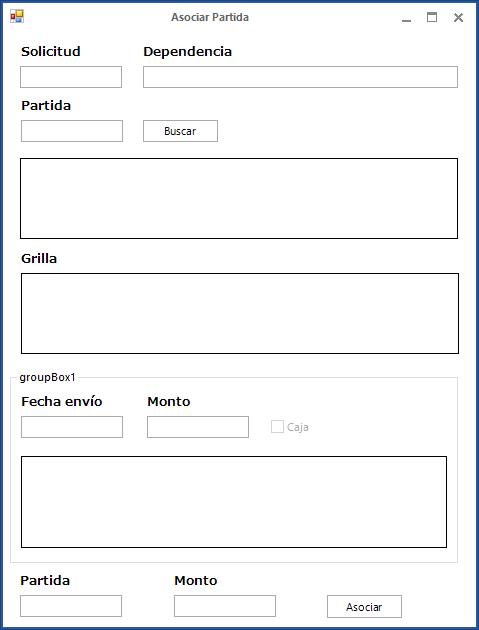 Asociar Partida
Solicitud Dependencia
Partida
Buscar
Grilla
groupBox1
Fecha envío Monto
Caja
Partida Monto
Asociar